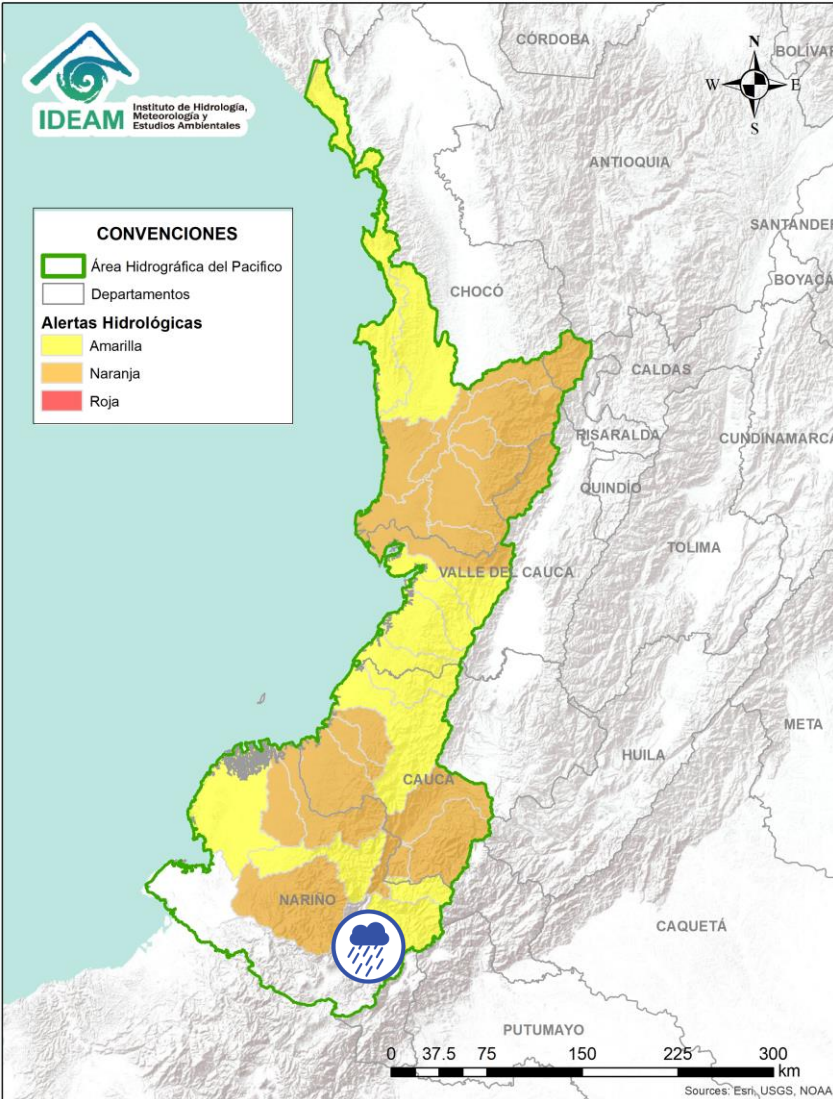 IDEAM
Instituto de Hidrología,
Meteorología y
Estudios Ambientales
N
W
E
S
CÓRDOBA
BOLÍVAR
ANTIOQUIA
SANTANDER
BOYACÁ
CHOCÓ
CALDAS
RISARALDA
CUNDINAMARCA
QUINDÍO
TOLIMA
VALLE DEL CAUCA
META
HUILA
CAUCA
NARIÑO
CAQUETÁ
PUTUMAYO
CONVENCIONES
Área Hidrográfica del Pacifico
Departamentos
Alertas Hidrológicas
Amarilla
Naranja
Roja
0 37.5 75 150 225 300
km
Sources: Esri, USGS, NOAA